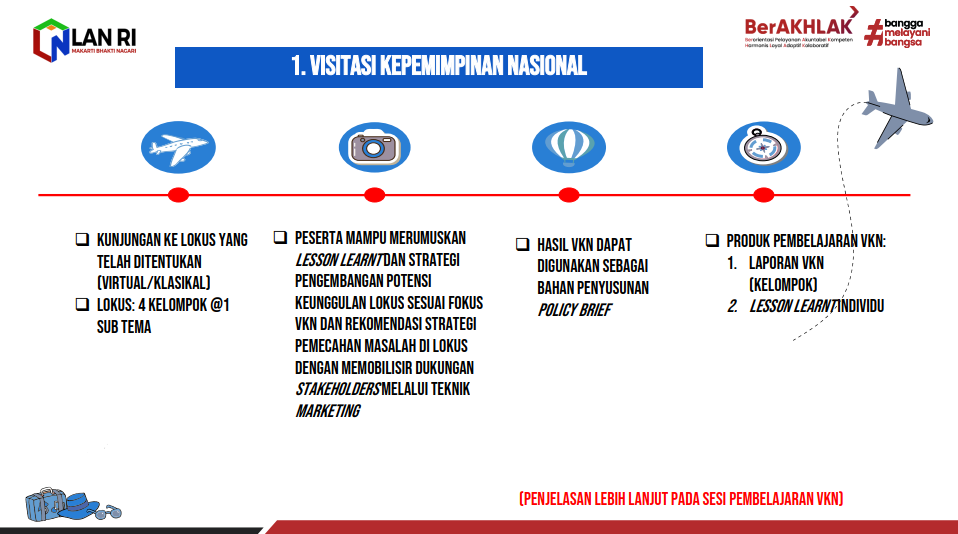 LAN RI
MAKARTI BHAKTI NAGARI
BerAKHLAK
Berorientasi Pelayanan Akuntabel Kompeten
Harmonis Loyal Adaptif Kolaboratif
#bangga
melayani
bangsa
1. VISITASI KEPEMIMPINAN NASIONAL
❑ KUNJUNGAN KE LOKUS YANG
TELAH DITENTUKAN
(VIRTUAL/KLASIKAL)
❑ LOKUS: 4 KELOMPOK @1
SUB TEMA
❑ PESERTA MAMPU MERUMUSKAN
LESSON LEARNT DAN STRATEGI
PENGEMBANGAN POTENSI
KEUNGGULAN LOKUS SESUAI FOKUS
VKN DAN REKOMENDASI STRATEGI
PEMECAHAN MASALAH DI LOKUS
DENGAN MEMOBILISIR DUKUNGAN
STAKEHOLDERS MELALUI TEKNIK
MARKETING
❑ HASIL VKN DAPAT
DIGUNAKAN SEBAGAI
BAHAN PENYUSUNAN
POLICY BRIEF
❑ PRODUK PEMBELAJARAN VKN:
1. LAPORAN VKN
(KELOMPOK)
2. LESSON LEARNT INDIVIDU
(PENJELASAN LEBIH LANJUT PADA SESI PEMBELAJARAN VKN)